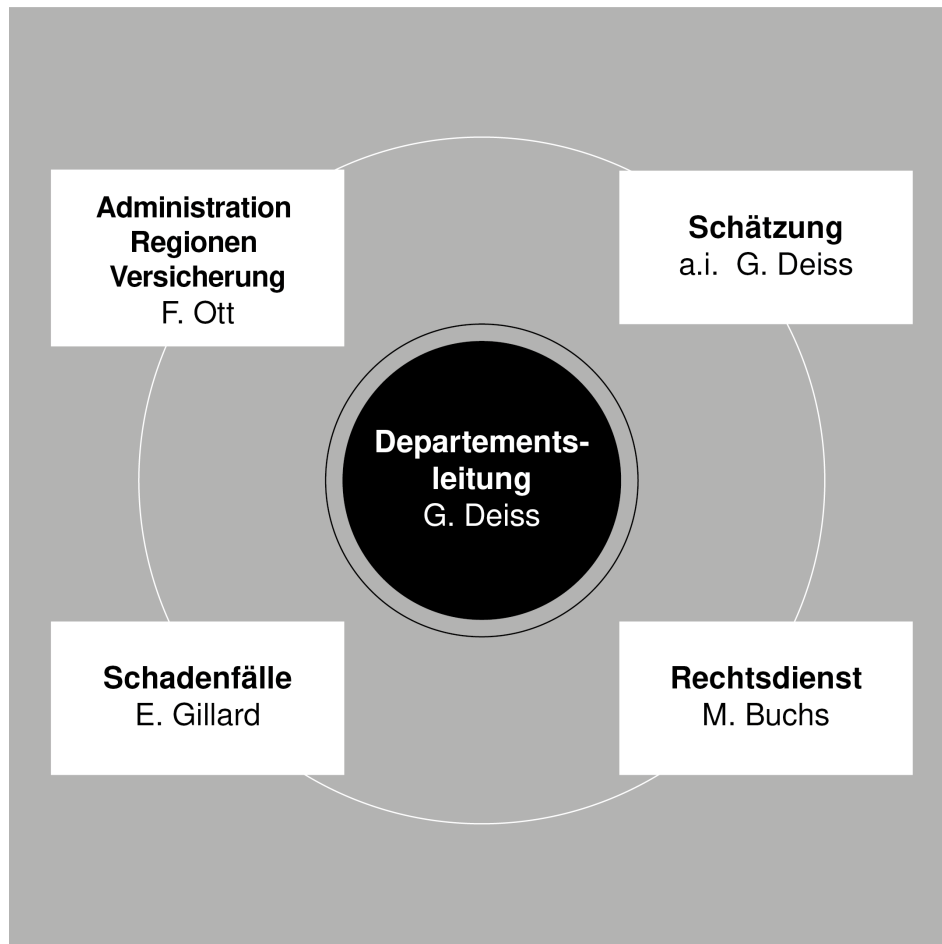 Administration
Regionen
Versicherung
F. Ott
Schätzung
a.i. G. Deiss
Departements-
leitung
G. Deiss
Schadenfälle
E. Gillard
Rechtsdienst
M. Buchs